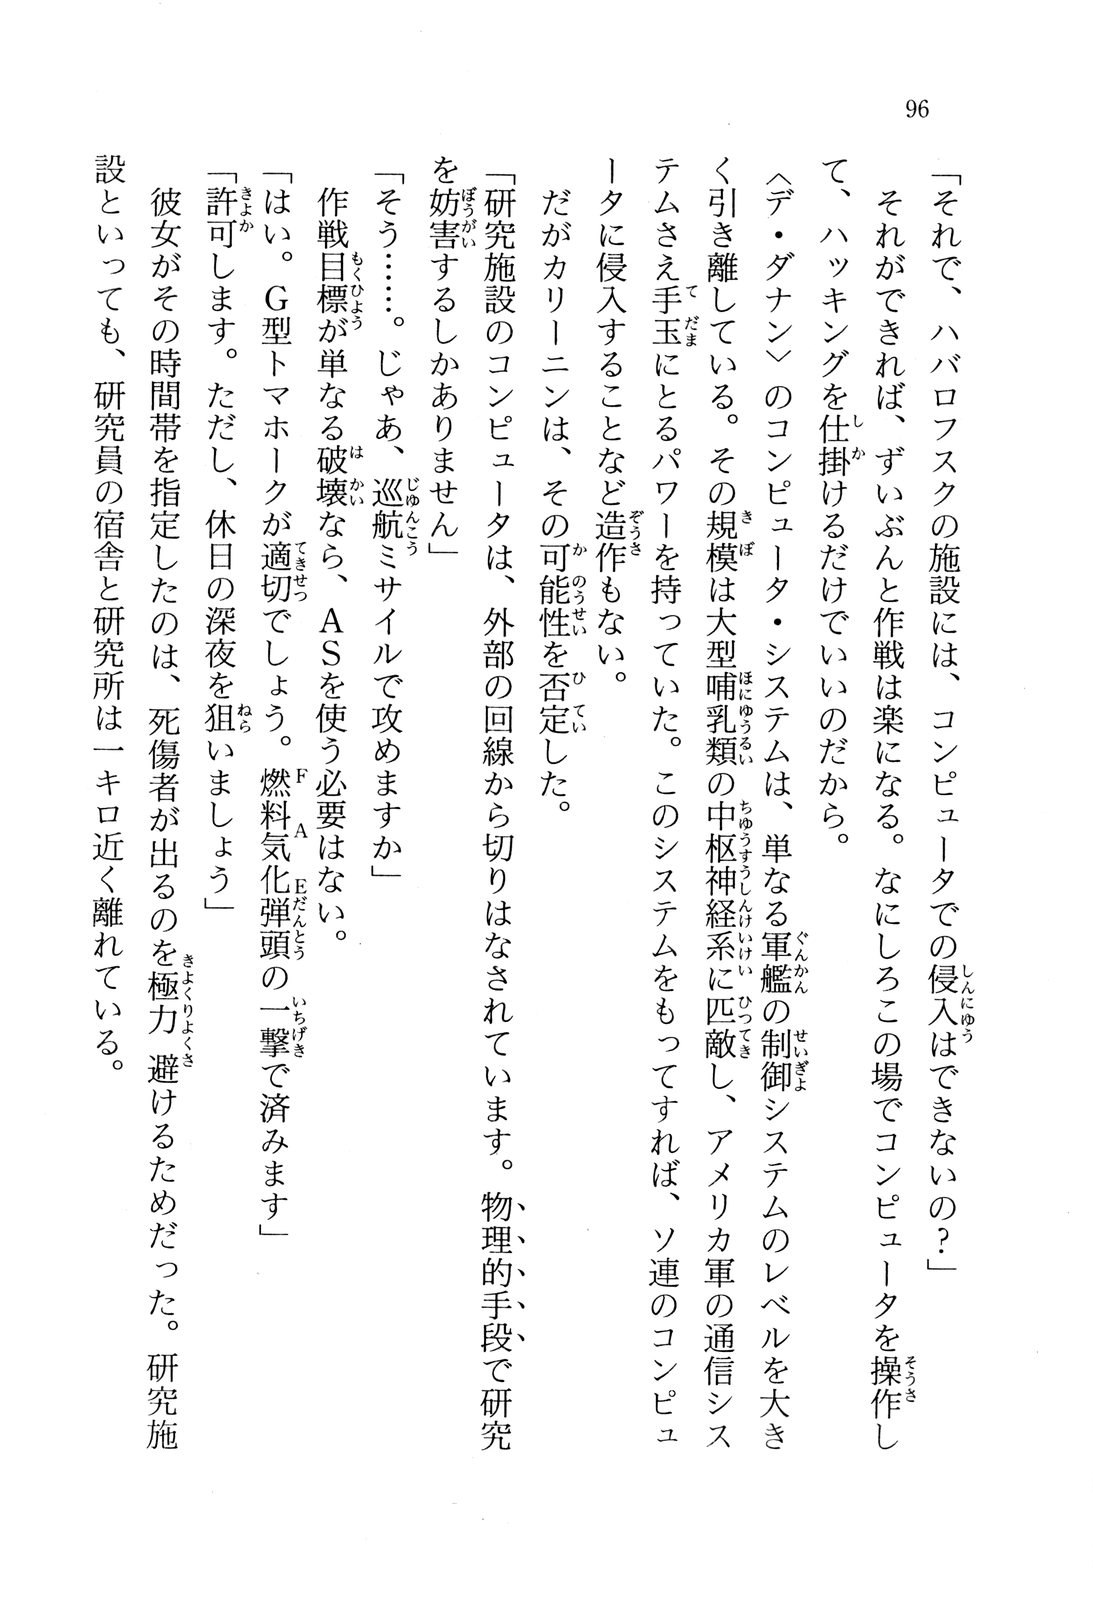 96
「それで、ハバロフスクの施設には、コンピュータでの侵入はできないの?」
それができれば、ずいぶんと作戦は楽になる。なにしろこの場でコンピュータを操作し
て、ハッキングを仕掛けるだけでいいのだから。
〈デ・ダナン〉のコンピュータ・システムは、単なる軍艦の制御システムのレベルを大き
く引き離している。その規模は大型哺乳類の中枢神経系に匹敵し、アメリカ軍の通信シス
テムさえ手玉にとるパワーを持っていた。このシステムをもってすれば、ソ連のコンピュ
ータに侵入することなど造作もない。
だがカリーニンは、その可能性を否定した。
「研究施設のコンピュータは、外部の回線から切りはなされています。物理的手段で研究
を妨害するしかありません」
「そう……。じゃあ、巡航ミサイルで攻めますか」
作戦目標が単なる破壊なら、ASを使う必要はない。
「はい。G型トマホークが適切でしょう。燃料気化弾頭の一撃で済みます」
「許可します。ただし、休日の深夜を狙いましょう」
彼女がその時間帯を指定したのは、死傷者が出るのを極力避けるためだった。研究施
設といっても、研究員の宿舎と研究所は一キロ近く離れている。